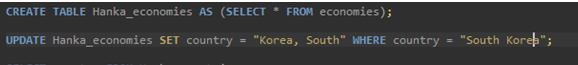 CREATE TABLE Hanka_economies AS (SELECT * FROM economies);
UPDATE Hanka_economies SET country = "Korea, South" WHERE country = "South Korea";